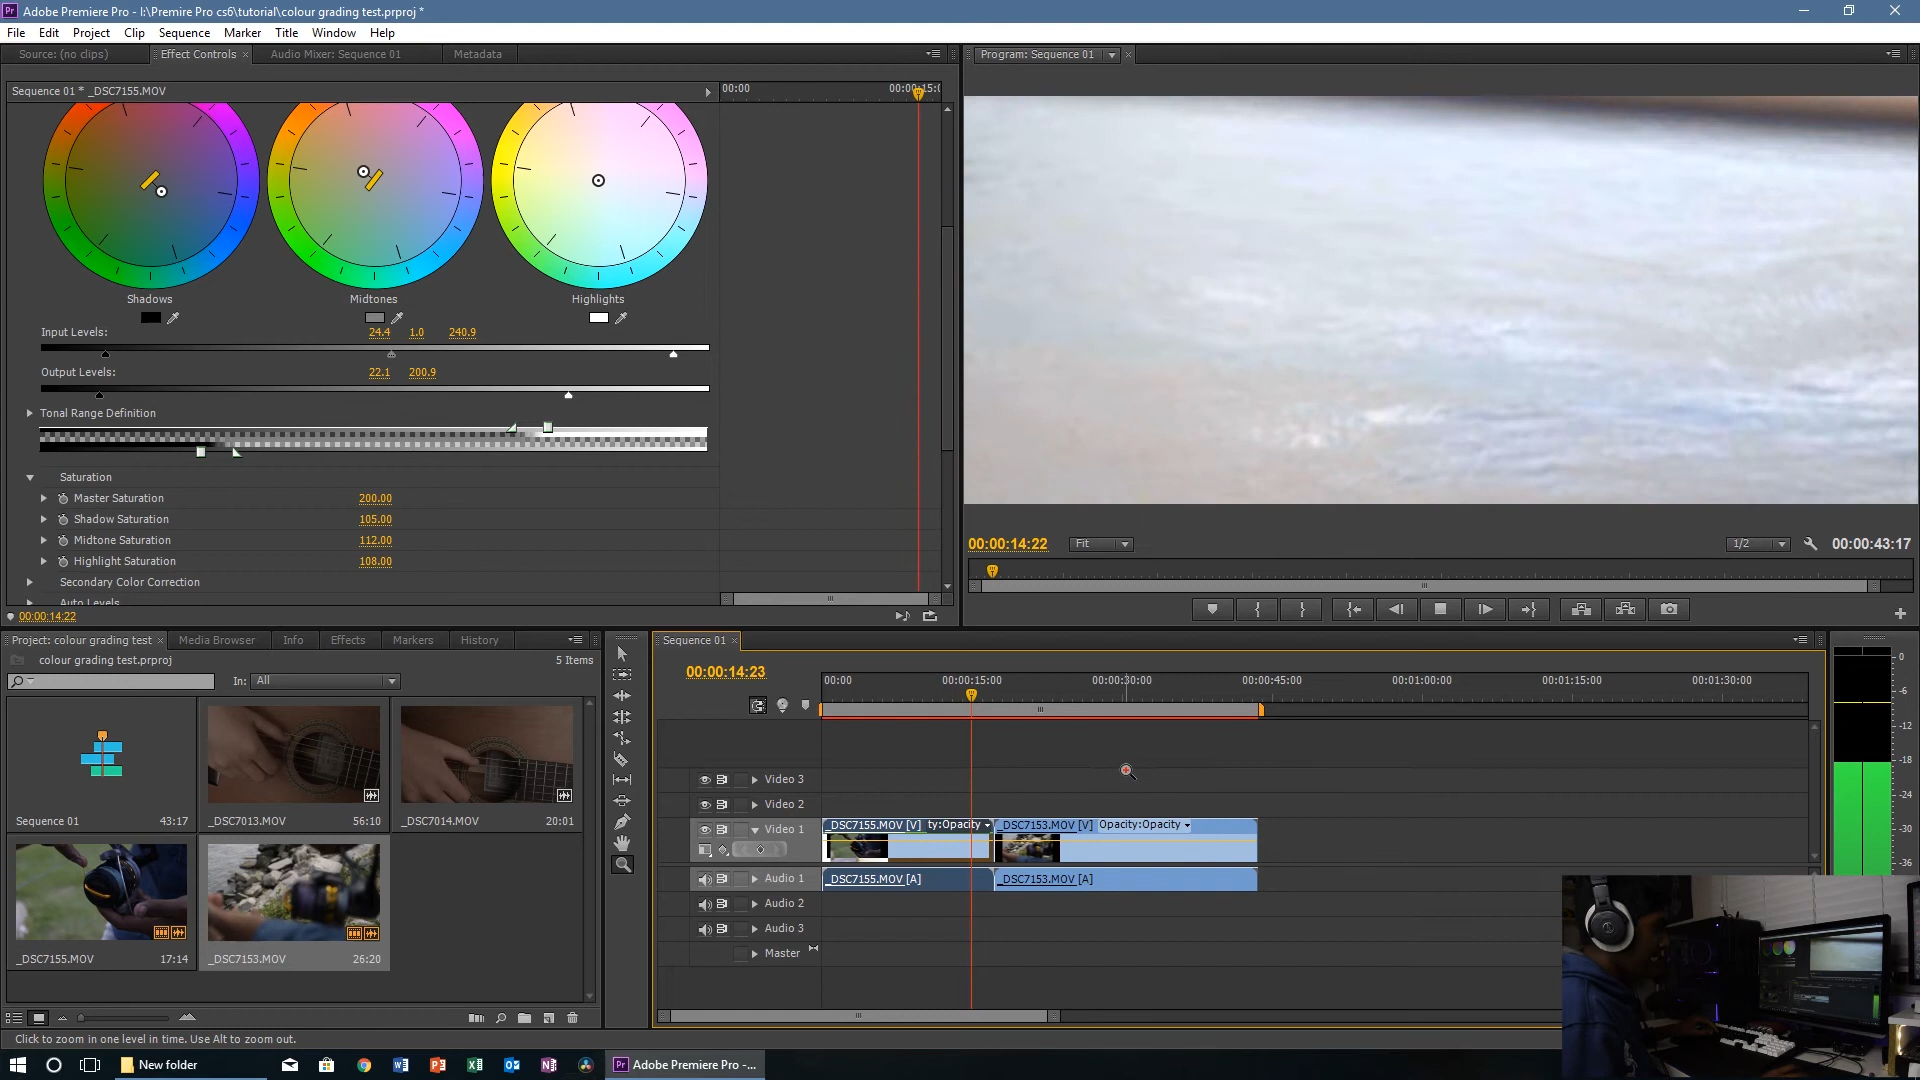 Pr Adobe Premiere Pro - I:\Premire Pro cs6\tutorial\colour grading test.prproj *
File Edit Project Clip Sequence Marker Title Window Help
Source: (no clips) Effect Controls × Audio Mixer: Sequence 01 Metadata
Program: Sequence 01
Sequence 01 * _DSC7155.MOV
00:00 00:00:15:0
Shadows Midtones Highlights
Input Levels: 24.4 1.0 240.9
Output Levels: 22.1 200.9
Tonal Range Definition
Saturation
Master Saturation 200.00
Shadow Saturation 105.00
Midtone Saturation 112.00
Highlight Saturation 108.00
Secondary Color Correction
Auto Levels
00:00:14:22
00:00:14:22 Fit 1/2 00:00:43:17
Project: colour grading test × Media Browser Info Effects Markers History
colour grading test.prproj 5 Items
In: All
Sequence 01 43:17
_DSC7013.MOV 56:10
_DSC7014.MOV 20:01
_DSC7155.MOV 17:14
_DSC7153.MOV 26:20
Sequence 01 ×
00:00:14:23
00:00 00:00:15:00 00:00:30:00 00:00:45:00 00:01:00:00 00:01:15:00 00:01:30:00
Video 3
Video 2
Video 1
_DSC7155.MOV [V] ty:Opacity _DSC7153.MOV [V] Opacity:Opacity
Audio 1 _DSC7155.MOV [A] _DSC7153.MOV [A]
Audio 2
Audio 3
Master
0
-6
-12
-18
-24
-30
-36
Click to zoom in one level in time. Use Alt to zoom out.
New folder
Pr Adobe Premiere Pro -...